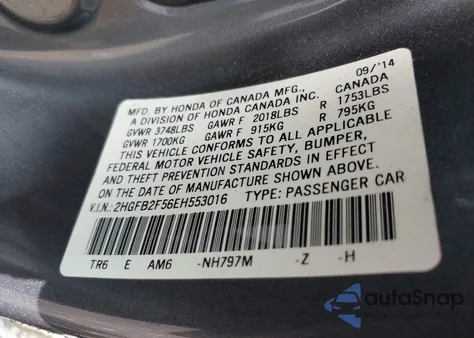 MFD. BY HONDA OF CANADA MFG., 09/'14
A DIVISION OF HONDA CANADA INC. CANADA
GVWR 3748LBS GAWR F 2018LBS R 1753LBS
GVWR 1700KG GAWR F 915KG R 795KG
THIS VEHICLE CONFORMS TO ALL APPLICABLE
FEDERAL MOTOR VEHICLE SAFETY, BUMPER,
AND THEFT PREVENTION STANDARDS IN EFFECT
ON THE DATE OF MANUFACTURE SHOWN ABOVE.
V.I.N.: 2HGFB2F56EH553016 TYPE: PASSENGER CAR
TR6 E AM6 -NH797M -Z -H
autoSnap